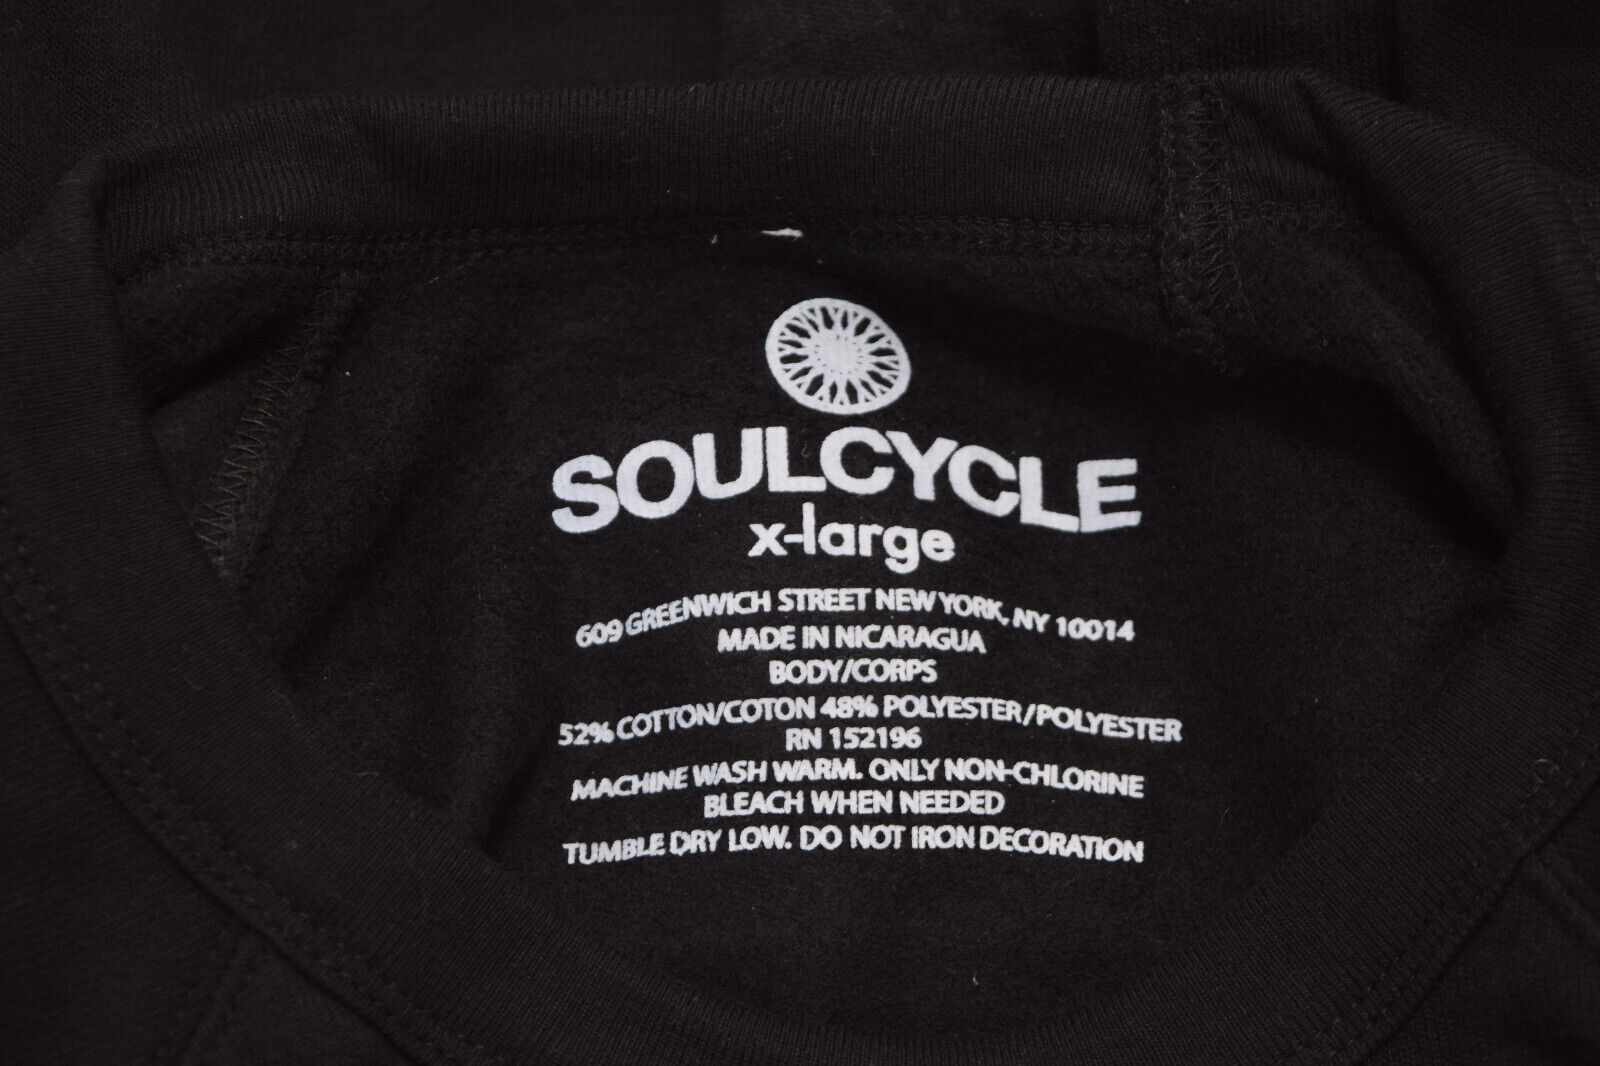 SOULCYCLE
x-large
609 GREENWICH STREET NEW YORK, NY 10014
MADE IN NICARAGUA
BODY/CORPS
52% COTTON/COTON 48% POLYESTER/POLYESTER
RN 152196
MACHINE WASH WARM. ONLY NON-CHLORINE
BLEACH WHEN NEEDED
TUMBLE DRY LOW. DO NOT IRON DECORATION